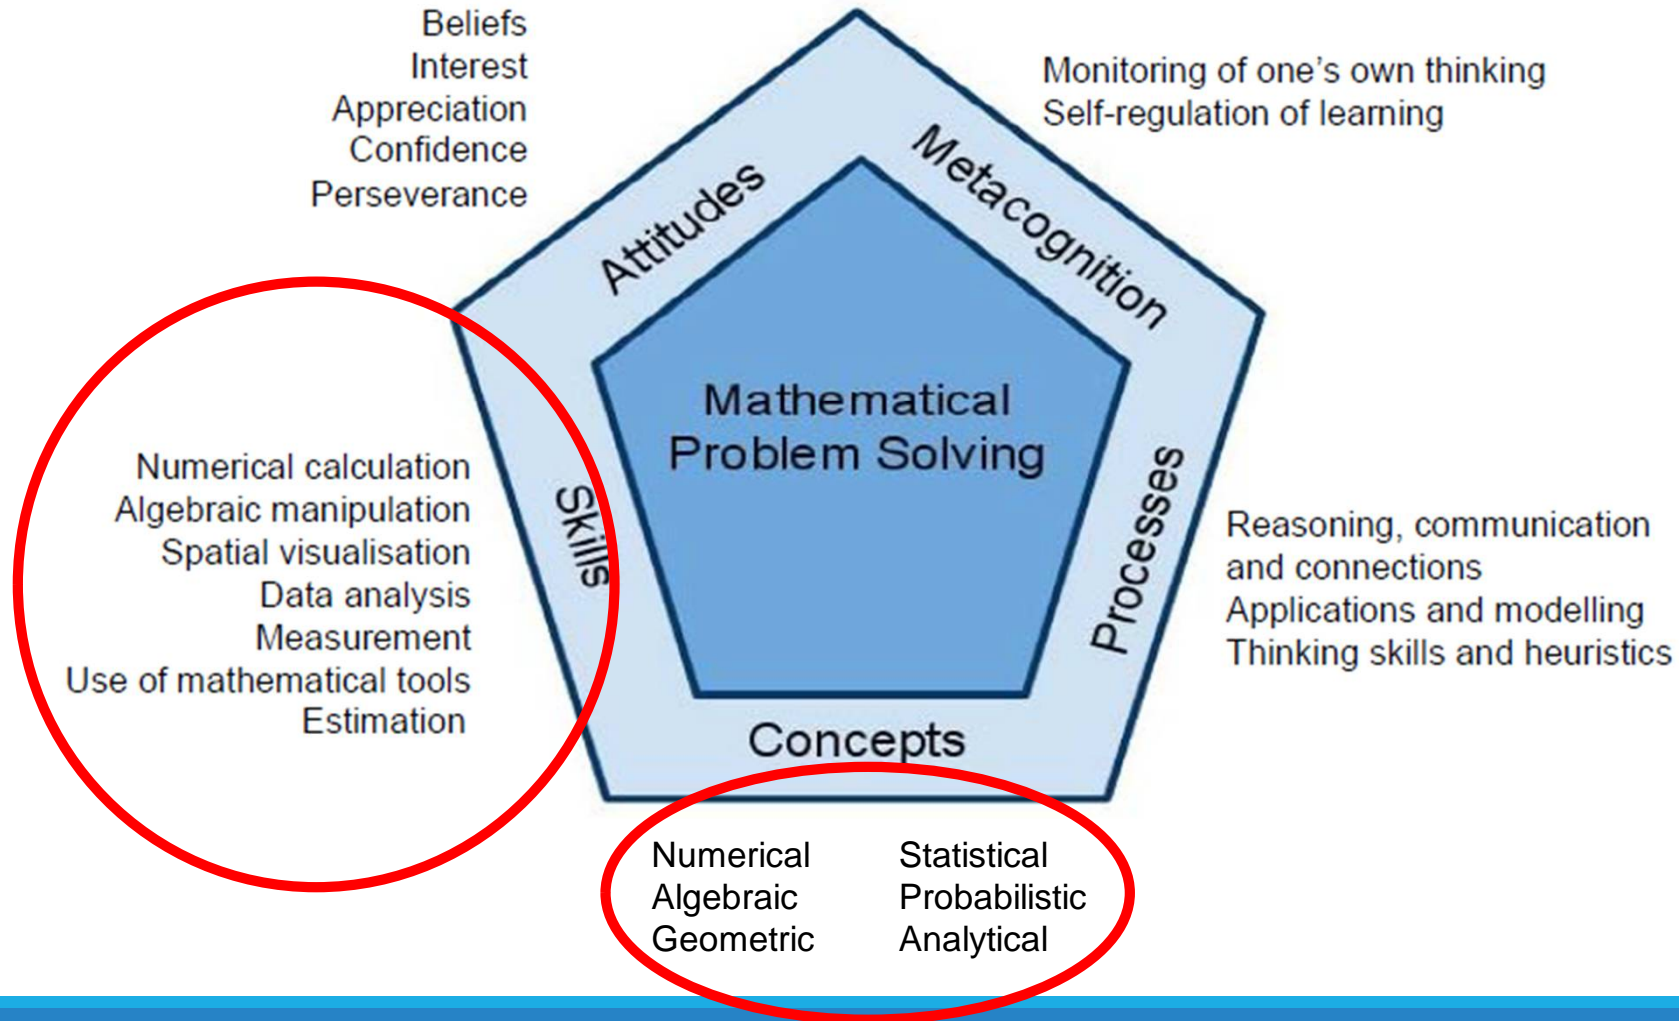 Beliefs
Interest
Appreciation
Confidence
Perseverance
Monitoring of one's own thinking
Self-regulation of learning
Attitudes
Metacognition
Mathematical
Problem Solving
Numerical calculation
Algebraic manipulation
Spatial visualisation
Data analysis
Measurement
Use of mathematical tools
Estimation
Skills
Processes
Reasoning, communication
and connections
Applications and modelling
Thinking skills and heuristics
Concepts
Numerical
Algebraic
Geometric
Statistical
Probabilistic
Analytical